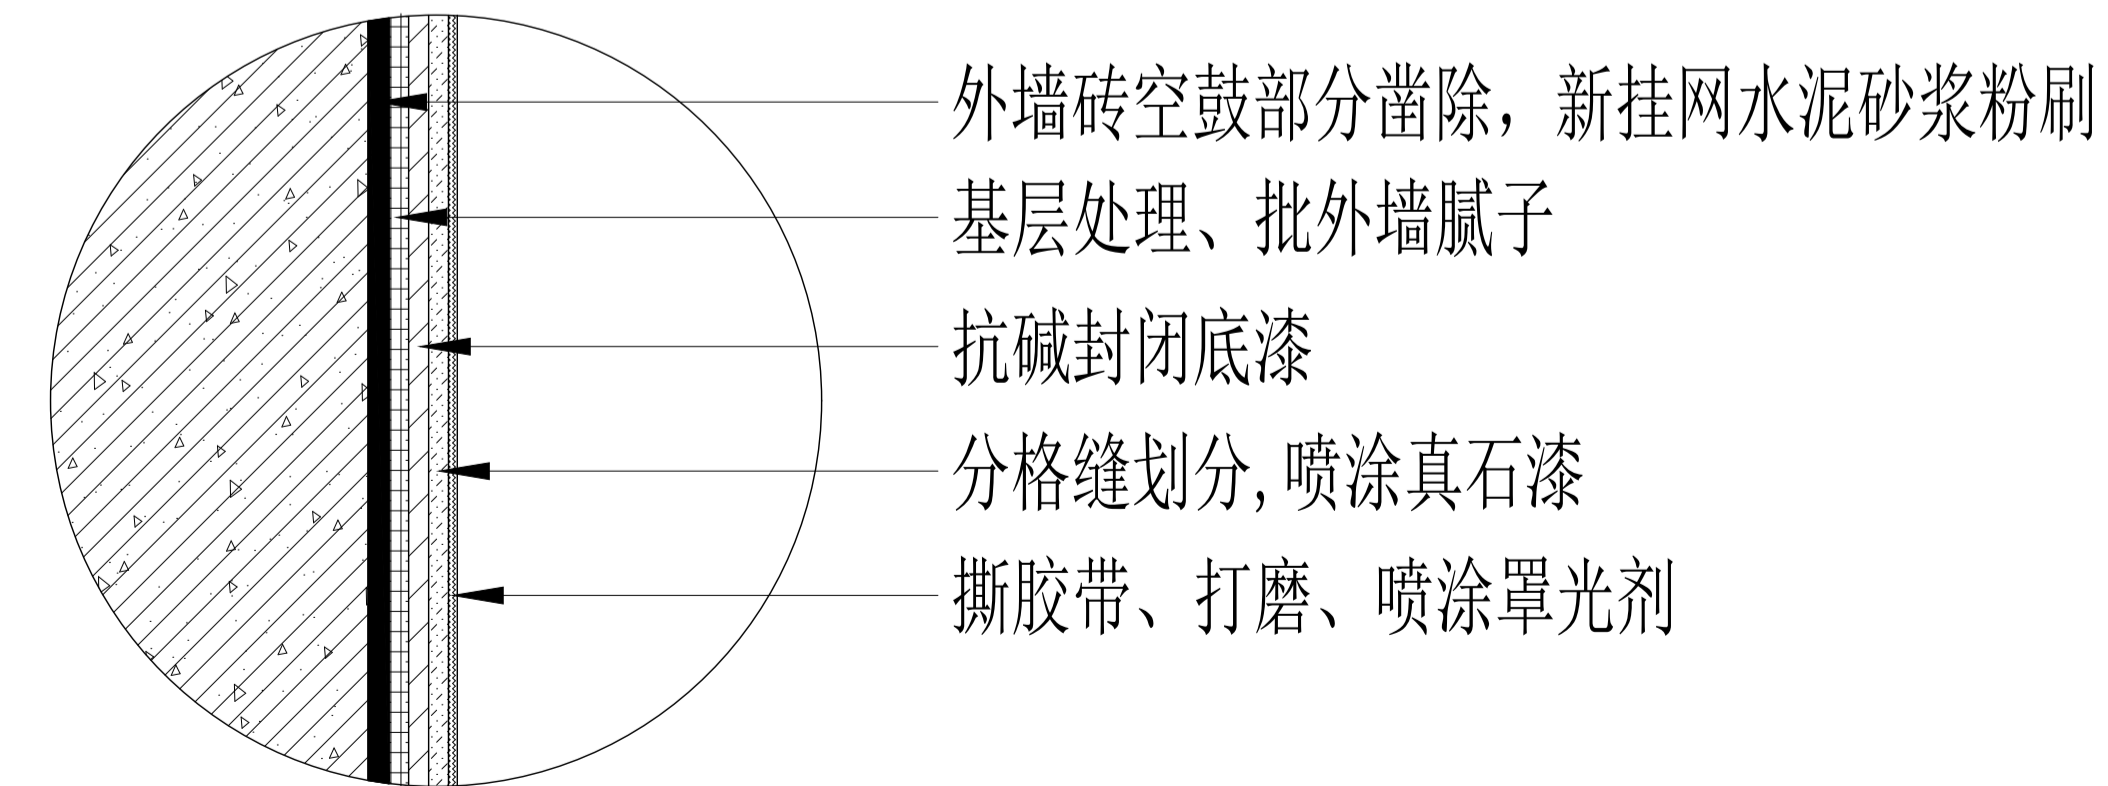 外墙砖空鼓部分凿除，新挂网水泥砂浆粉刷
基层处理、批外墙腻子
抗碱封闭底漆
分格缝划分,喷涂真石漆
撕胶带、打磨、喷涂罩光剂